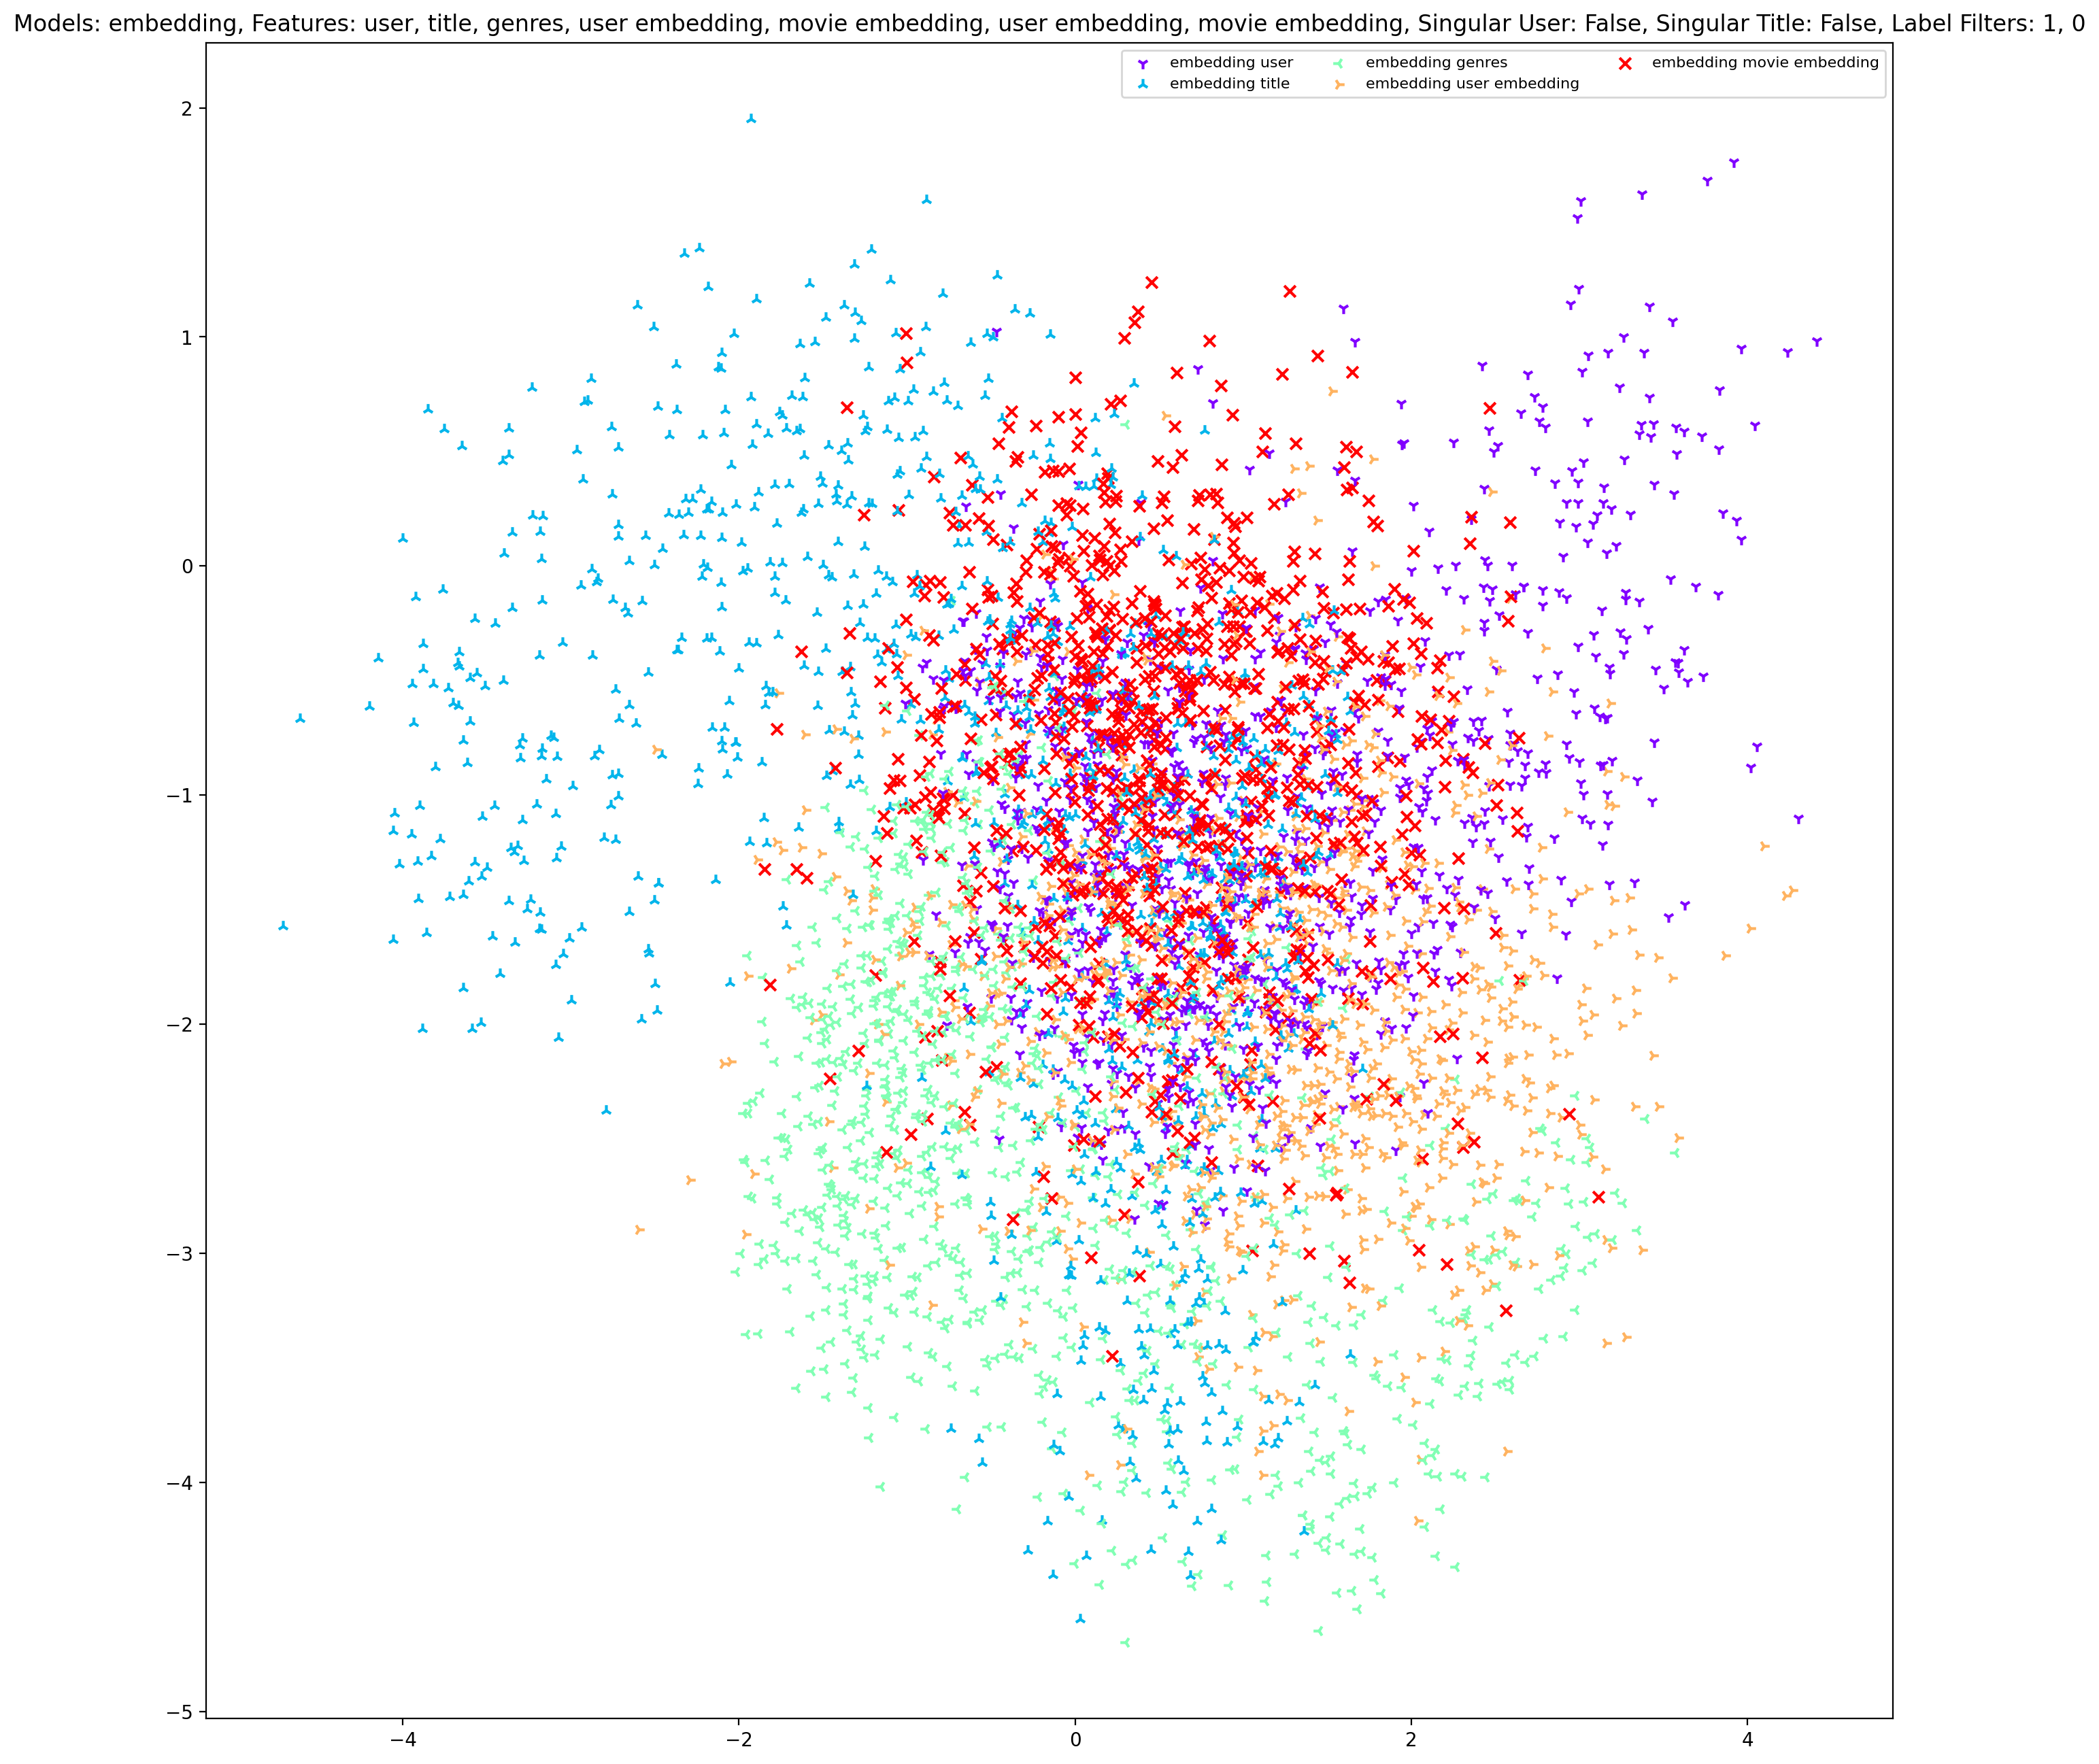 Models: embedding, Features: user, title, genres, user embedding, movie embedding, user embedding, movie embedding, Singular User: False, Singular Title: False, Label Filters: 1, 0
embedding user
embedding title
embedding genres
embedding user embedding
embedding movie embedding
2
1
0
−1
−2
−3
−4
−5
−4
−2
0
2
4